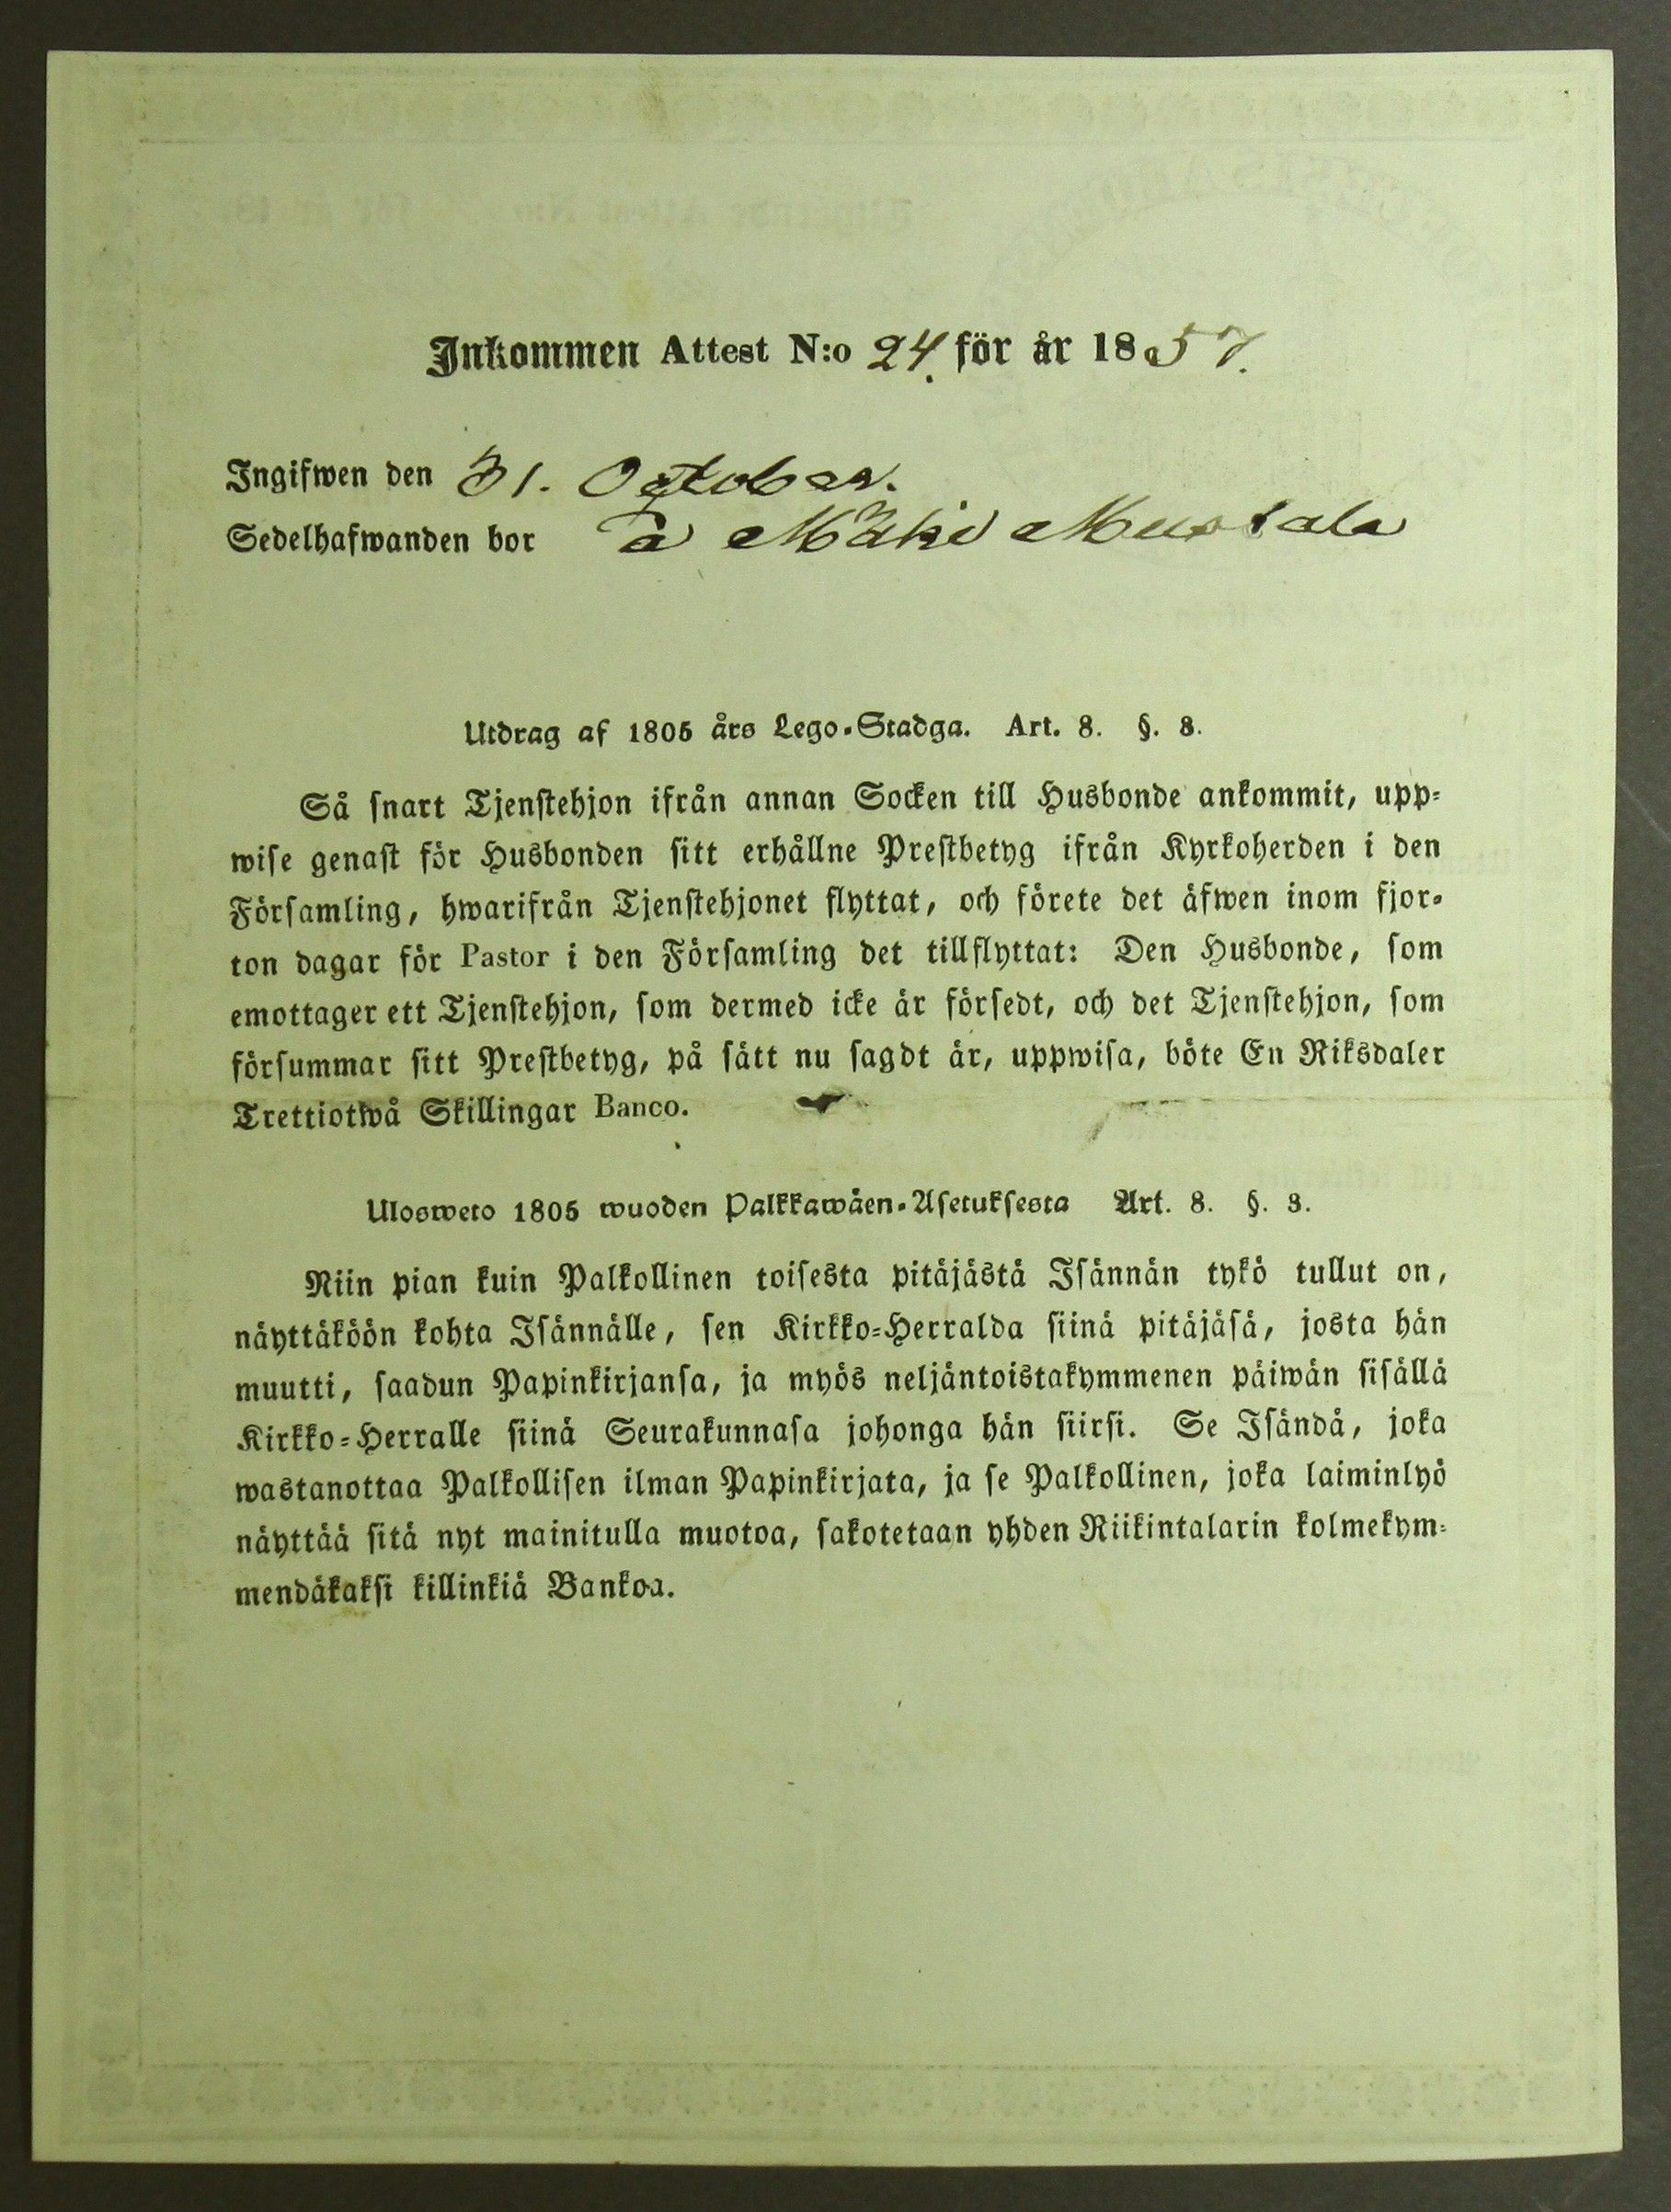 Inkommen Attest N:o 24. för år 1857.
Ingifwen den 31. October.
Sedelhafwanden bor å Mäki Mustala
Utdrag af 1805 års Lego-Stadga. Art. 8. §. 3.
Så snart Tjenstehjon ifrån annan Socken till Husbonde ankommit, upp-
wise genast för Husbonden sitt erhållne Prestbetyg ifrån Kyrkoherden i den
Församling, hwarifrån Tjenstehjonet flyttat, och förete det äfwen inom fjor-
ton dagar för Pastor i den Församling det tillflyttat: Den Husbonde, som
emottager ett Tjenstehjon, som dermed icke är försedt, och det Tjenstehjon, som
försummar sitt Prestbetyg, på sätt nu sagdt är, uppwisa, böte En Riksdaler
Trettiotwå Skillingar Banco.
Ulosweto 1805 wuoden Palkkawäen-Asetuksesta Art. 8. §. 3.
Niin pian kuin Palkollinen toisesta pitäjästä Isännän tykö tullut on,
näyttäköön kohta Isännälle, sen Kirkko-Herralda siinä pitäjäsä, josta hän
muutti, saadun Papinkirjansa, ja myös neljäntoistakymmenen päiwän sisällä
Kirkko-Herralle siinä Seurakunnasa johonga hän siirsi. Se Isändä, joka
wastanottaa Palkollisen ilman Papinkirjata, ja se Palkollinen, joka laiminlyö
näyttää sitä nyt mainitulla muotoa, sakotetaan yhden Riikintalarin kolmekym-
mendäkaksi killinkiä Bankoa.